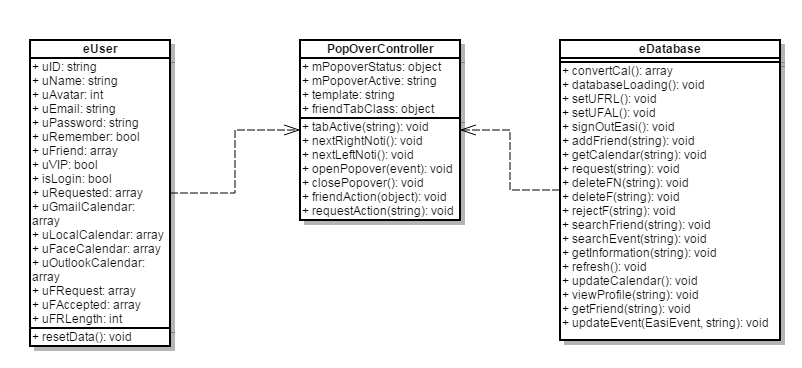 eUser
+ uID: string
+ uName: string
+ uAvatar: int
+ uEmail: string
+ uPassword: string
+ uRemember: bool
+ uFriend: array
+ uVIP: bool
+ isLogin: bool
+ uRequested: array
+ uGmailCalendar:
array
+ uLocalCalendar: array
+ uFaceCalendar: array
+ uOutlookCalendar:
array
+ uFRequest: array
+ uFAccepted: array
+ uFRLength: int
+ resetData(): void
PopOverController
+ mPopoverStatus: object
+ mPopoverActive: string
+ template: string
+ friendTabClass: object
+ tabActive(string): void
+ nextRightNoti(): void
+ nextLeftNoti(): void
+ openPopover(event): void
+ closePopover(): void
+ friendAction(object): void
+ requestAction(string): void
eDatabase
+ convertCal(): array
+ databaseLoading(): void
+ setUFRL(): void
+ setUFAL(): void
+ signOutEasi(): void
+ addFriend(string): void
+ getCalendar(string): void
+ request(string): void
+ deleteFN(string): void
+ deleteF(string): void
+ rejectF(string): void
+ searchFriend(string): void
+ searchEvent(string): void
+ getInformation(string): void
+ refresh(): void
+ updateCalendar(): void
+ viewProfile(string): void
+ getFriend(string): void
+ updateEvent(EasiEvent, string): void